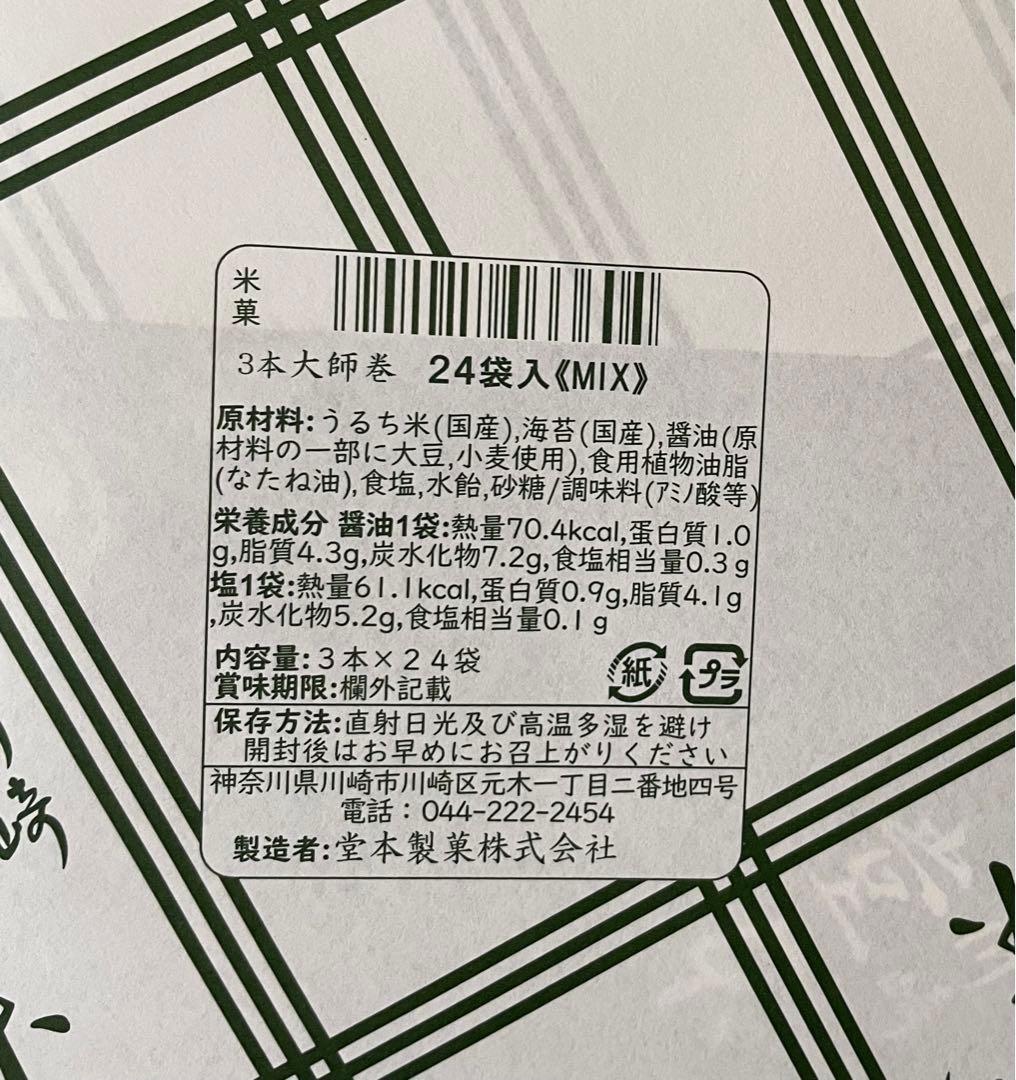 米菓
3本大師巻 24袋入《MIX》
原材料:うるち米(国産),海苔(国産),醤油(原
材料の一部に大豆,小麦使用),食用植物油脂
(なたね油),食塩,水飴,砂糖/調味料(アミノ酸等)
栄養成分 醤油1袋:熱量70.4kcal,蛋白質1.0
g,脂質4.3g,炭水化物7.2g,食塩相当量0.3g
塩1袋:熱量61.1kcal,蛋白質0.9g,脂質4.1g
,炭水化物5.2g,食塩相当量0.1g
内容量:3本×24袋
紙 プラ
賞味期限:欄外記載
保存方法:直射日光及び高温多湿を避け
開封後はお早めにお召上がりください
神奈川県川崎市川崎区元木一丁目二番地四号
電話:044-222-2454
製造者:堂本製菓株式会社
崎